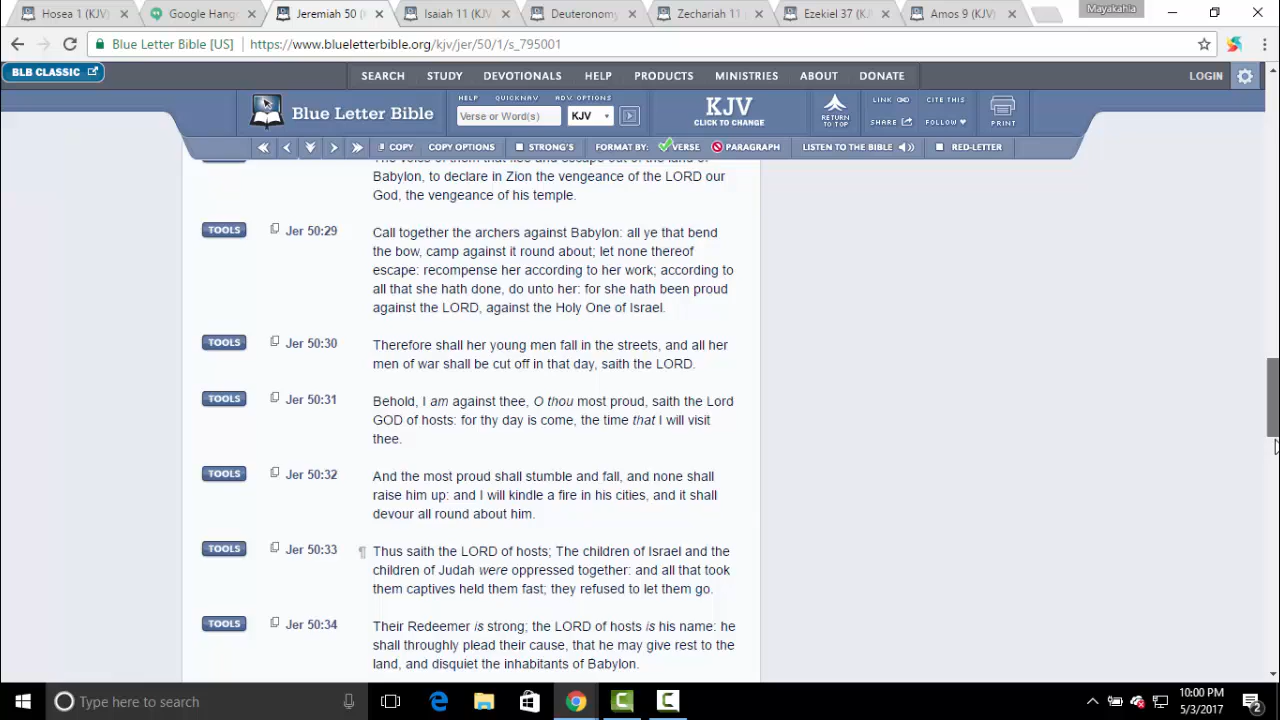 Hosea 1 (KJV)
Google Hang
Jeremiah 50 (
Isaiah 11 (KJV
Deuteronomy
Zechariah 11
Ezekiel 37 (K
Amos 9 (KJV)
Mayakahla
Blue Letter Bible [US]
https://www.blueletterbible.org/kjv/jer/50/1/s_795001
BLB CLASSIC
SEARCH STUDY DEVOTIONALS HELP PRODUCTS MINISTRIES ABOUT DONATE
LOGIN
Blue Letter Bible
HELP QUICKNAV ADV. OPTIONS
Verse or Word(s)
KJV
KJV
CLICK TO CHANGE
RETURN
TO TOP
LINK CITE THIS
SHARE FOLLOW
PRINT
COPY COPY OPTIONS STRONG'S FORMAT BY: VERSE PARAGRAPH LISTEN TO THE BIBLE RED-LETTER
The voice of them that flee and escape out of the land of
Babylon, to declare in Zion the vengeance of the LORD our
God, the vengeance of his temple.
TOOLS Jer 50:29 Call together the archers against Babylon: all ye that bend
the bow, camp against it round about; let none thereof
escape: recompense her according to her work; according to
all that she hath done, do unto her: for she hath been proud
against the LORD, against the Holy One of Israel.
TOOLS Jer 50:30 Therefore shall her young men fall in the streets, and all her
men of war shall be cut off in that day, saith the LORD.
TOOLS Jer 50:31 Behold, I am against thee, O thou most proud, saith the Lord
GOD of hosts: for thy day is come, the time that I will visit
thee.
TOOLS Jer 50:32 And the most proud shall stumble and fall, and none shall
raise him up: and I will kindle a fire in his cities, and it shall
devour all round about him.
TOOLS Jer 50:33 ¶ Thus saith the LORD of hosts; The children of Israel and the
children of Judah were oppressed together: and all that took
them captives held them fast; they refused to let them go.
TOOLS Jer 50:34 Their Redeemer is strong; the LORD of hosts is his name: he
shall throughly plead their cause, that he may give rest to the
land, and disquiet the inhabitants of Babylon.
Type here to search
10:00 PM
5/3/2017
2